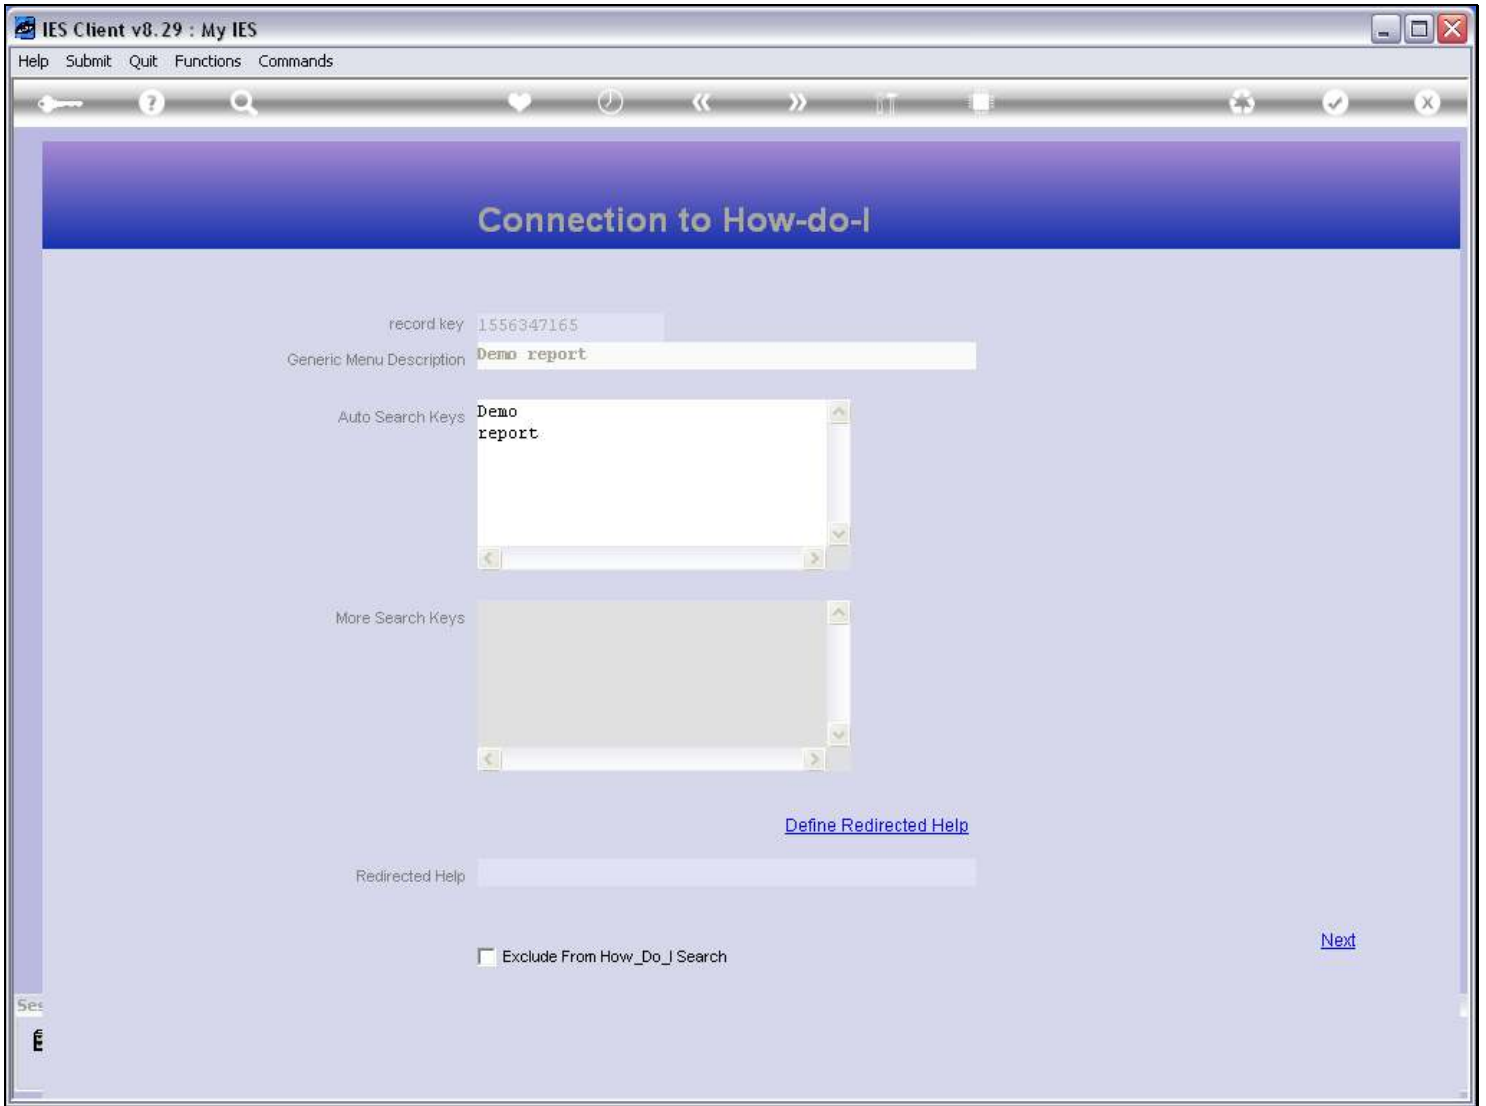 IES Client v8.29 : My IES
Help Submit Quit Functions Commands
Connection to How-do-I
record key 1556347165
Generic Menu Description Demo report
Auto Search Keys Demo
report
More Search Keys
Define Redirected Help
Redirected Help
Next
Exclude From How_Do_I Search